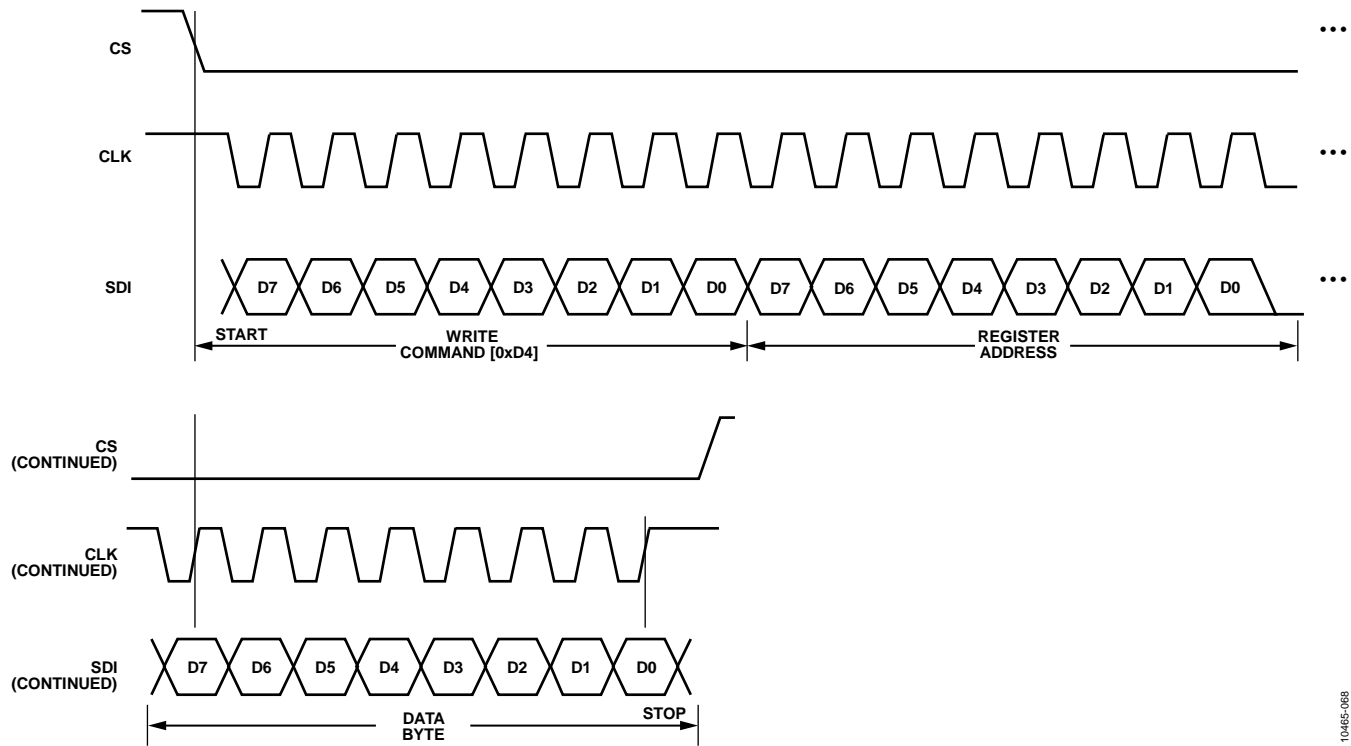 CS
...
CLK
...
SDI
D7 D6 D5 D4 D3 D2 D1 D0 D7 D6 D5 D4 D3 D2 D1 D0
...
START
WRITE
COMMAND [0xD4]
REGISTER
ADDRESS
CS
(CONTINUED)
CLK
(CONTINUED)
SDI
(CONTINUED)
D7 D6 D5 D4 D3 D2 D1 D0
DATA
BYTE
STOP
10465-068